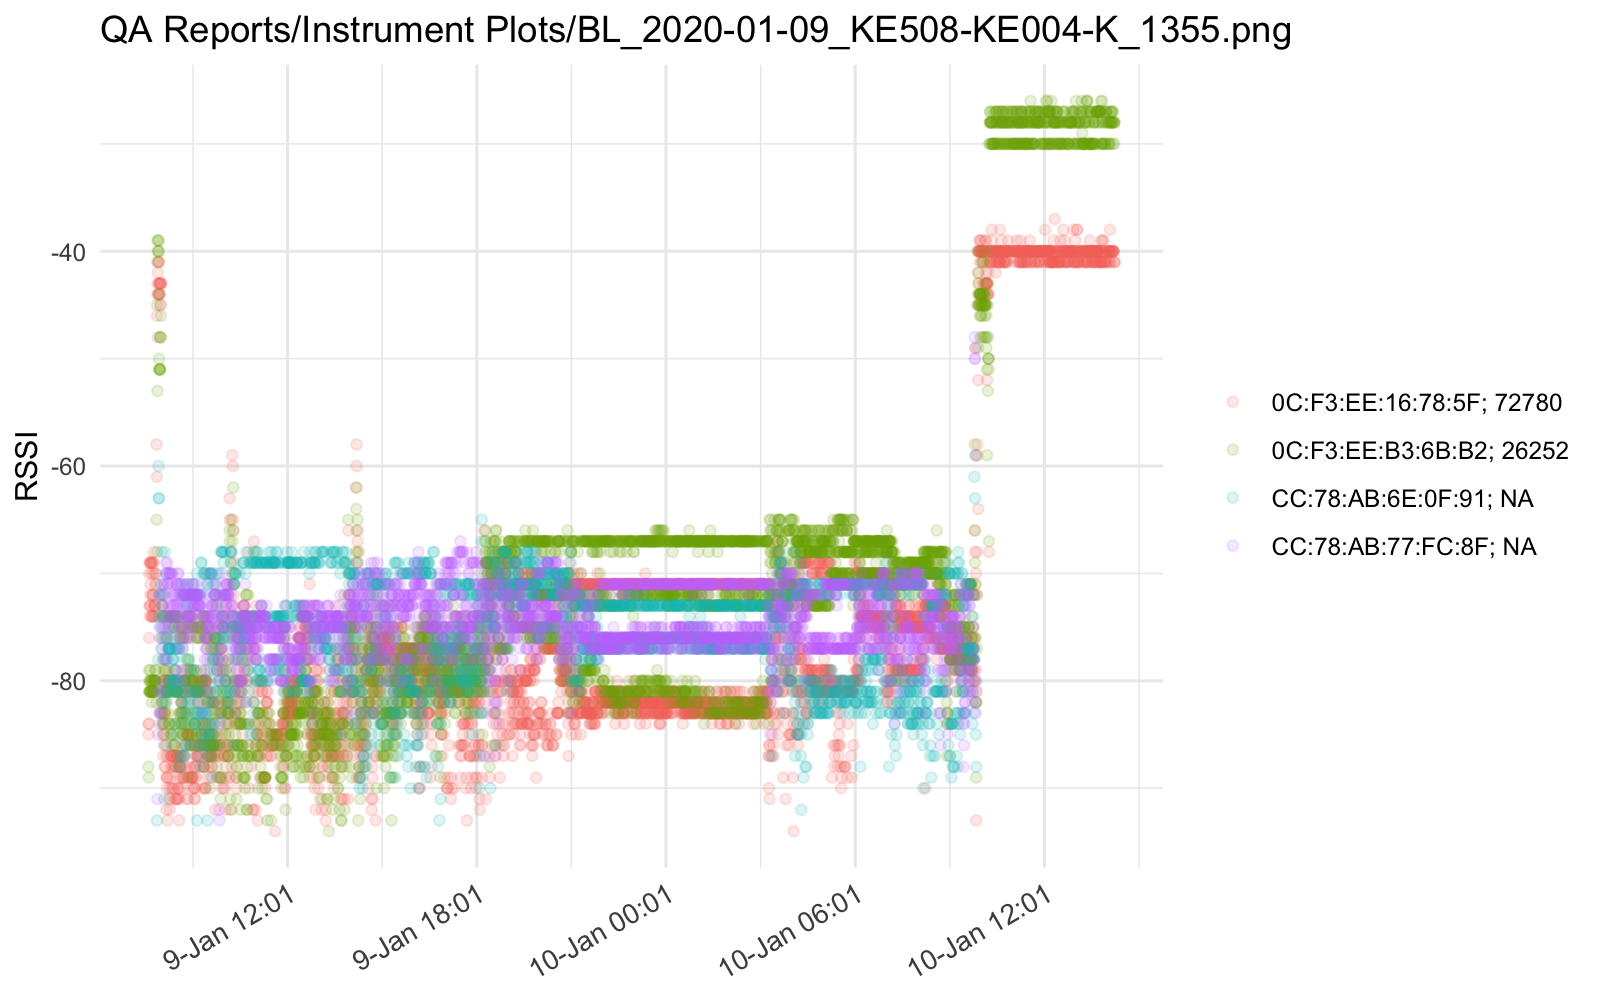 QA Reports/Instrument Plots/BL_2020-01-09_KE508-KE004-K_1355.png
RSSI
-40
-60
-80
9-Jan 12:01
9-Jan 18:01
10-Jan 00:01
10-Jan 06:01
10-Jan 12:01
0C:F3:EE:16:78:5F; 72780
0C:F3:EE:B3:6B:B2; 26252
CC:78:AB:6E:0F:91; NA
CC:78:AB:77:FC:8F; NA